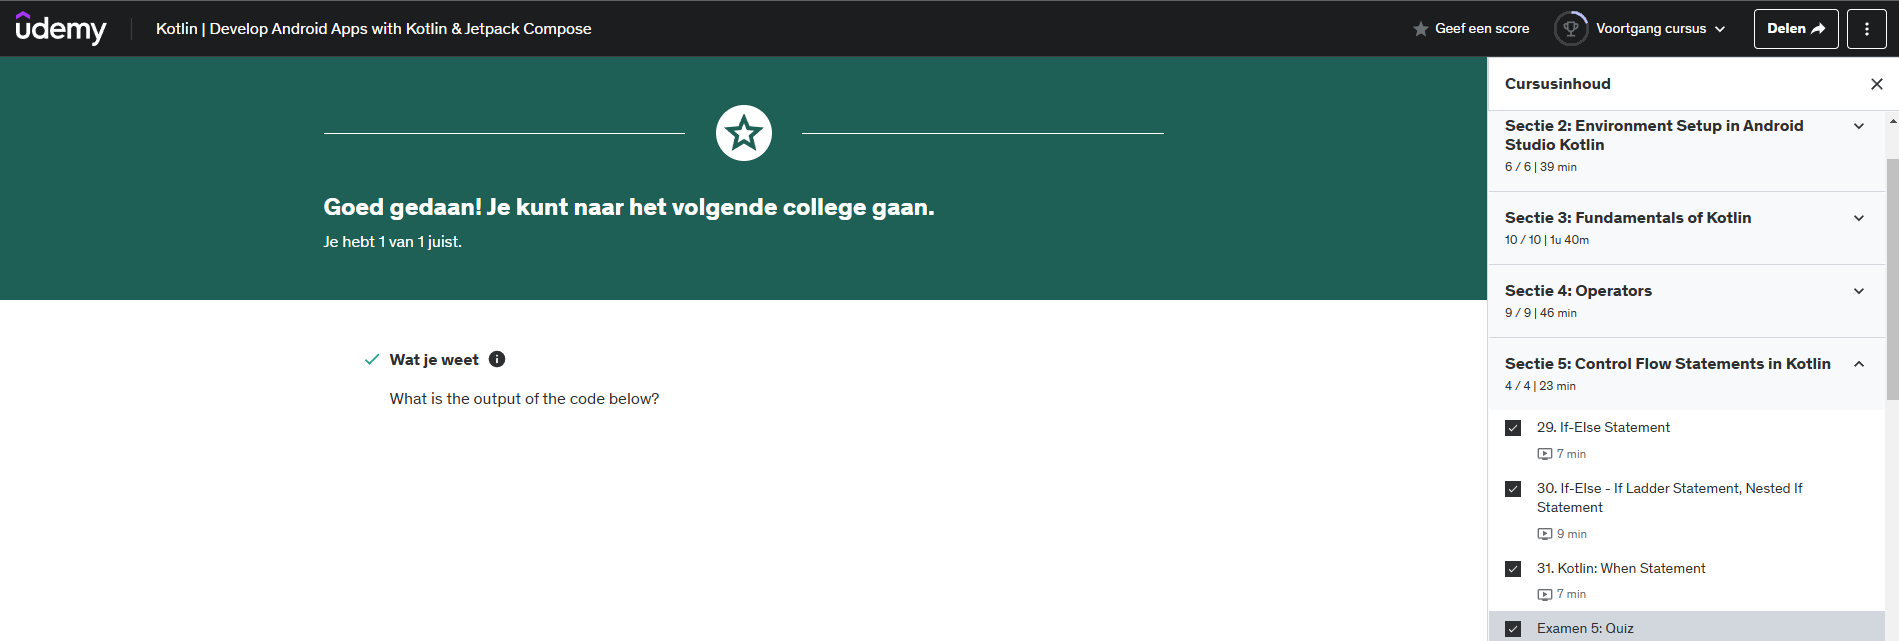 udemy
Kotlin | Develop Android Apps with Kotlin & Jetpack Compose
Geef een score
Voortgang cursus
Delen
Goed gedaan! Je kunt naar het volgende college gaan.
Je hebt 1 van 1 juist.
Wat je weet
What is the output of the code below?
Cursusinhoud
Sectie 2: Environment Setup in Android
Studio Kotlin
6 / 6 | 39 min
Sectie 3: Fundamentals of Kotlin
10 / 10 | 1u 40m
Sectie 4: Operators
9 / 9 | 46 min
Sectie 5: Control Flow Statements in Kotlin
4 / 4 | 23 min
29. If-Else Statement
7 min
30. If-Else - If Ladder Statement, Nested If
Statement
9 min
31. Kotlin: When Statement
7 min
Examen 5: Quiz